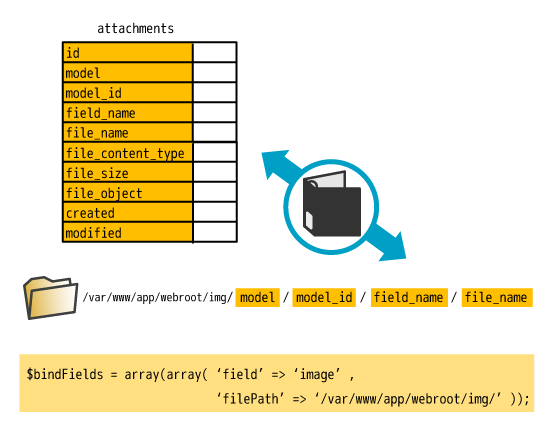 attachments
id
model
model_id
field_name
file_name
file_content_type
file_size
file_object
created
modified
/var/www/app/webroot/img/ model / model_id / field_name / file_name
$bindFields = array(array( ‘field’ => ‘image’ ,
‘filePath’ => ‘/var/www/app/webroot/img/’ ));